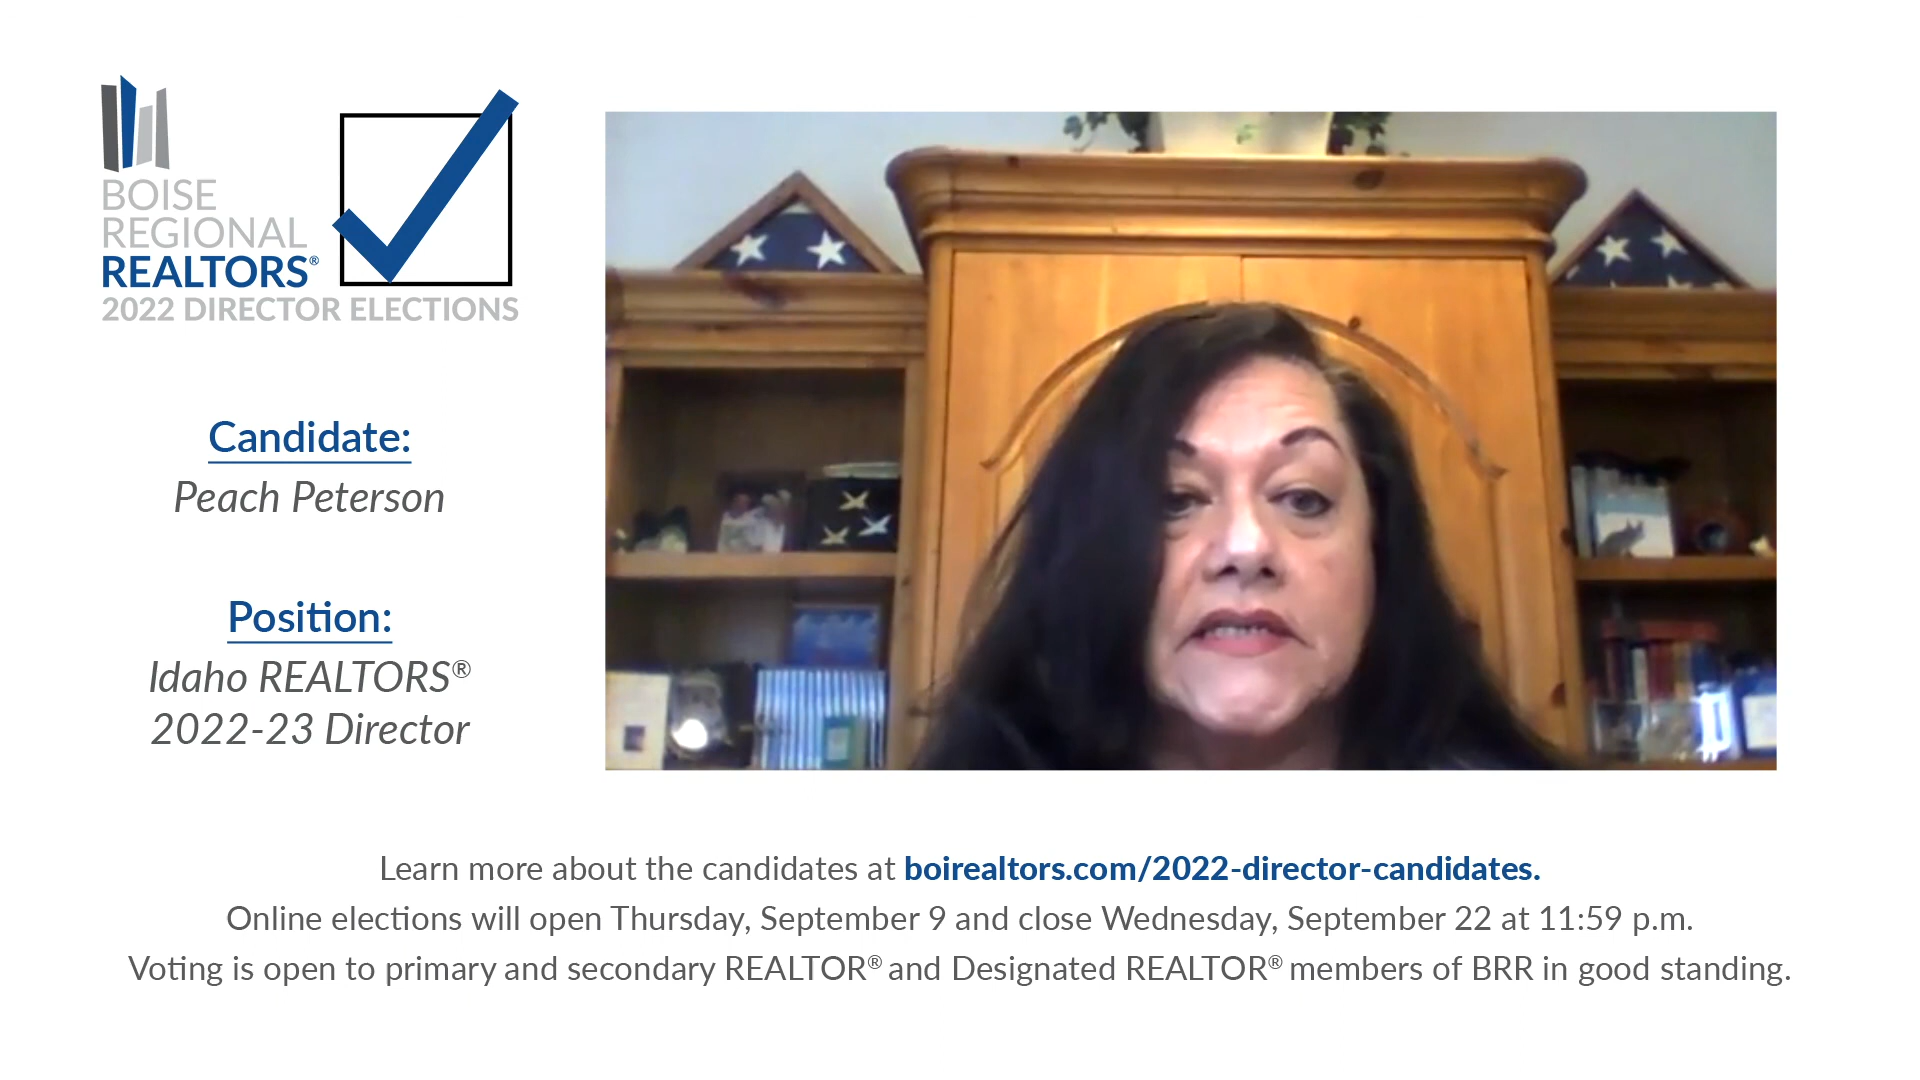 BOISE
REGIONAL
REALTORS®
2022 DIRECTOR ELECTIONS
Candidate:
Peach Peterson
Position:
Idaho REALTORS®
2022-23 Director
Learn more about the candidates at boirealtors.com/2022-director-candidates.
Online elections will open Thursday, September 9 and close Wednesday, September 22 at 11:59 p.m.
Voting is open to primary and secondary REALTOR® and Designated REALTOR® members of BRR in good standing.